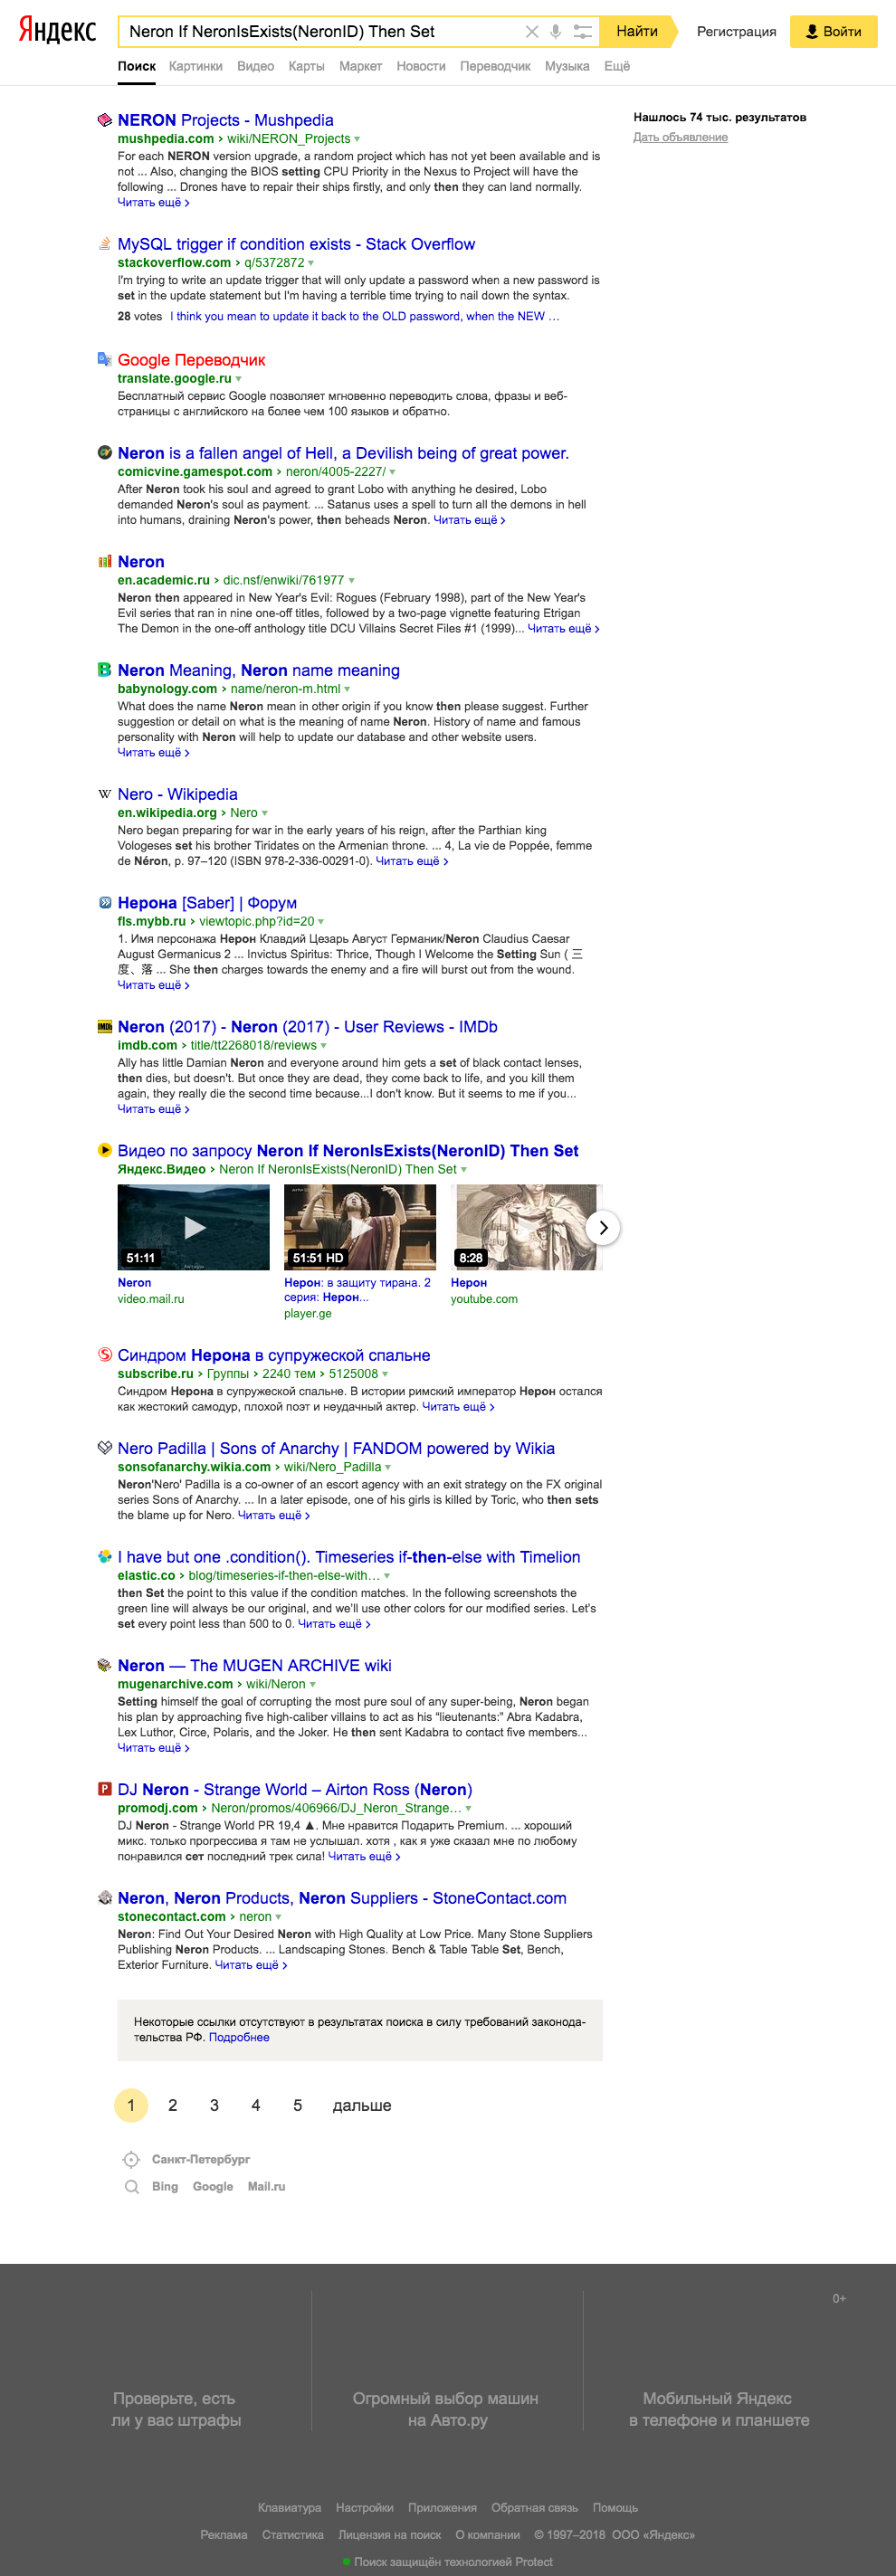 Яндекс
Neron If NeronIsExists(NeronID) Then Set
Найти
Регистрация
Войти
Поиск Картинки Видео Карты Маркет Новости Переводчик Музыка Ещё
Нашлось 74 тыс. результатов
Дать объявление
NERON Projects - Mushpedia
mushpedia.com › wiki/NERON_Projects
For each NERON version upgrade, a random project which has not yet been available and is
not ... Also, changing the BIOS setting CPU Priority in the Nexus to Project will have the
following ... Drones have to repair their ships firstly, and only then they can land normally.
Читать ещё ›
MySQL trigger if condition exists - Stack Overflow
stackoverflow.com › q/5372872
I'm trying to write an update trigger that will only update a password when a new password is
set in the update statement but I'm having a terrible time trying to nail down the syntax.
28 votes I think you mean to update it back to the OLD password, when the NEW …
Google Переводчик
translate.google.ru
Бесплатный сервис Google позволяет мгновенно переводить слова, фразы и веб-
страницы с английского на более чем 100 языков и обратно.
Neron is a fallen angel of Hell, a Devilish being of great power.
comicvine.gamespot.com › neron/4005-2227/
After Neron took his soul and agreed to grant Lobo with anything he desired, Lobo
demanded Neron's soul as payment. ... Satanus uses a spell to turn all the demons in hell
into humans, draining Neron's power, then beheads Neron. Читать ещё ›
Neron
en.academic.ru › dic.nsf/enwiki/761977
Neron then appeared in New Year's Evil: Rogues (February 1998), part of the New Year's
Evil series that ran in nine one-off titles, followed by a two-page vignette featuring Etrigan
The Demon in the one-off anthology title DCU Villains Secret Files #1 (1999)... Читать ещё ›
Neron Meaning, Neron name meaning
babynology.com › name/neron-m.html
What does the name Neron mean in other origin if you know then please suggest. Further
suggestion or detail on what is the meaning of name Neron. History of name and famous
personality with Neron will help to update our database and other website users.
Читать ещё ›
Nero - Wikipedia
en.wikipedia.org › Nero
Nero began preparing for war in the early years of his reign, after the Parthian king
Vologeses set his brother Tiridates on the Armenian throne. ... 4, La vie de Poppée, femme
de Néron, p. 97–120 (ISBN 978-2-336-00291-0). Читать ещё ›
Нерона [Saber] | Форум
fls.mybb.ru › viewtopic.php?id=20
1. Имя персонажа Нерон Клавдий Цезарь Август Германик/Neron Claudius Caesar
August Germanicus 2 ... Invictus Spiritus: Thrice, Though I Welcome the Setting Sun ( 三
度、落 ... She then charges towards the enemy and a fire will burst out from the wound.
Читать ещё ›
Neron (2017) - Neron (2017) - User Reviews - IMDb
imdb.com › title/tt2268018/reviews
Ally has little Damian Neron and everyone around him gets a set of black contact lenses,
then dies, but doesn't. But once they are dead, they come back to life, and you kill them
again, they really die the second time because...I don't know. But it seems to me if you...
Читать ещё ›
Видео по запросу Neron If NeronIsExists(NeronID) Then Set
Яндекс.Видео › Neron If NeronIsExists(NeronID) Then Set
51:11
51:51 HD
8:28
Neron
video.mail.ru
Нерон: в защиту тирана. 2
серия: Нерон...
player.ge
Нерон
youtube.com
Синдром Нерона в супружеской спальне
subscribe.ru › Группы › 2240 тем › 5125008
Синдром Нерона в супружеской спальне. В истории римский император Нерон остался
как жестокий самодур, плохой поэт и неудачный актер. Читать ещё ›
Nero Padilla | Sons of Anarchy | FANDOM powered by Wikia
sonsofanarchy.wikia.com › wiki/Nero_Padilla
Neron'Nero' Padilla is a co-owner of an escort agency with an exit strategy on the FX original
series Sons of Anarchy. ... In a later episode, one of his girls is killed by Toric, who then sets
the blame up for Nero. Читать ещё ›
I have but one .condition(). Timeseries if-then-else with Timelion
elastic.co › blog/timeseries-if-then-else-with…
then Set the point to this value if the condition matches. In the following screenshots the
green line will always be our original, and we'll use other colors for our modified series. Let's
set every point less than 500 to 0. Читать ещё ›
Neron — The MUGEN ARCHIVE wiki
mugenarchive.com › wiki/Neron
Setting himself the goal of corrupting the most pure soul of any super-being, Neron began
his plan by approaching five high-caliber villains to act as his "lieutenants:" Abra Kadabra,
Lex Luthor, Circe, Polaris, and the Joker. He then sent Kadabra to contact five members...
Читать ещё ›
DJ Neron - Strange World – Airton Ross (Neron)
promodj.com › Neron/promos/406966/DJ_Neron_Strange…
DJ Neron - Strange World PR 19,4 ▲. Мне нравится Подарить Premium. ... хороший
микс. только прогрессива я там не услышал. хотя , как я уже сказал мне по любому
понравился сет последний трек сила! Читать ещё ›
Neron, Neron Products, Neron Suppliers - StoneContact.com
stonecontact.com › neron
Neron: Find Out Your Desired Neron with High Quality at Low Price. Many Stone Suppliers
Publishing Neron Products. ... Landscaping Stones. Bench & Table Table Set, Bench,
Exterior Furniture. Читать ещё ›
Некоторые ссылки отсутствуют в результатах поиска в силу требований законода-
тельства РФ. Подробнее
1 2 3 4 5 дальше
Санкт-Петербург
Bing Google Mail.ru
0+
Проверьте, есть
ли у вас штрафы
Огромный выбор машин
на Авто.ру
Мобильный Яндекс
в телефоне и планшете
Клавиатура Настройки Приложения Обратная связь Помощь
Реклама Статистика Лицензия на поиск О компании © 1997–2018 ООО «Яндекс»
Поиск защищён технологией Protect